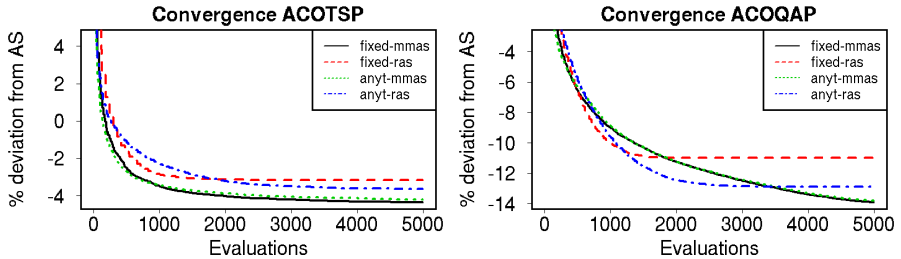 Convergence ACOTSP
% deviation from AS
4
2
0
-2
-4
fixed-mmas
fixed-ras
anyt-mmas
anyt-ras
0 1000 2000 3000 4000 5000
Evaluations
Convergence ACOQAP
% deviation from AS
-4
-6
-8
-10
-12
-14
fixed-mmas
fixed-ras
anyt-mmas
anyt-ras
0 1000 2000 3000 4000 5000
Evaluations